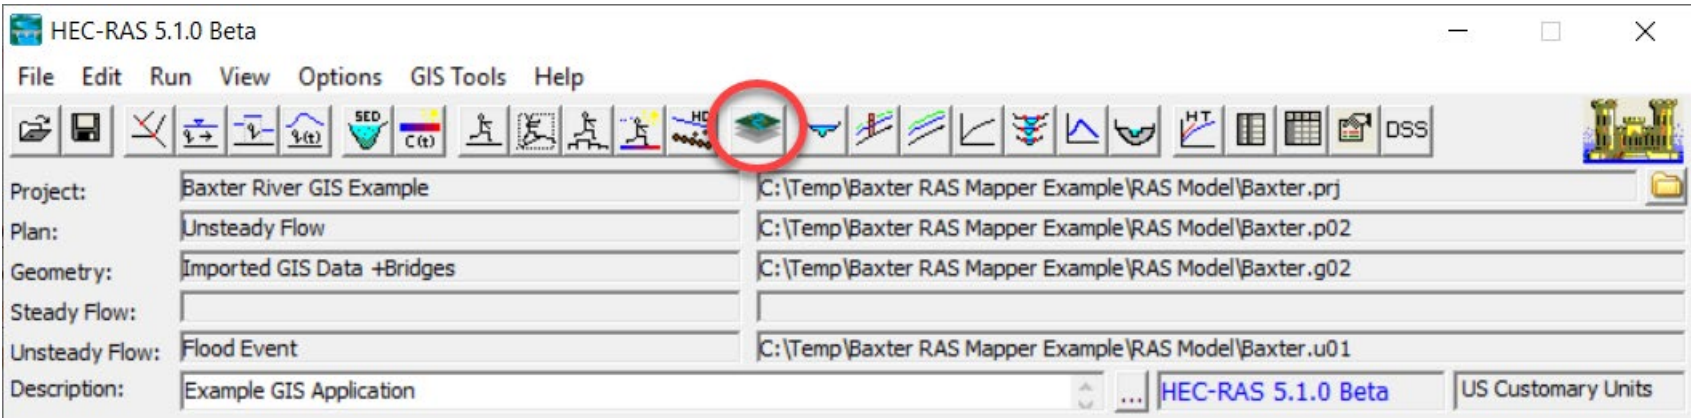 HEC-RAS 5.1.0 Beta
File Edit Run View Options GIS Tools Help
SED C(t) HD HT DSS
Project: Baxter River GIS Example C:\Temp\Baxter RAS Mapper Example\RAS Model\Baxter.prj
Plan: Unsteady Flow C:\Temp\Baxter RAS Mapper Example\RAS Model\Baxter.p02
Geometry: Imported GIS Data +Bridges C:\Temp\Baxter RAS Mapper Example\RAS Model\Baxter.g02
Steady Flow:
Unsteady Flow: Flood Event C:\Temp\Baxter RAS Mapper Example\RAS Model\Baxter.u01
Description: Example GIS Application ... HEC-RAS 5.1.0 Beta US Customary Units